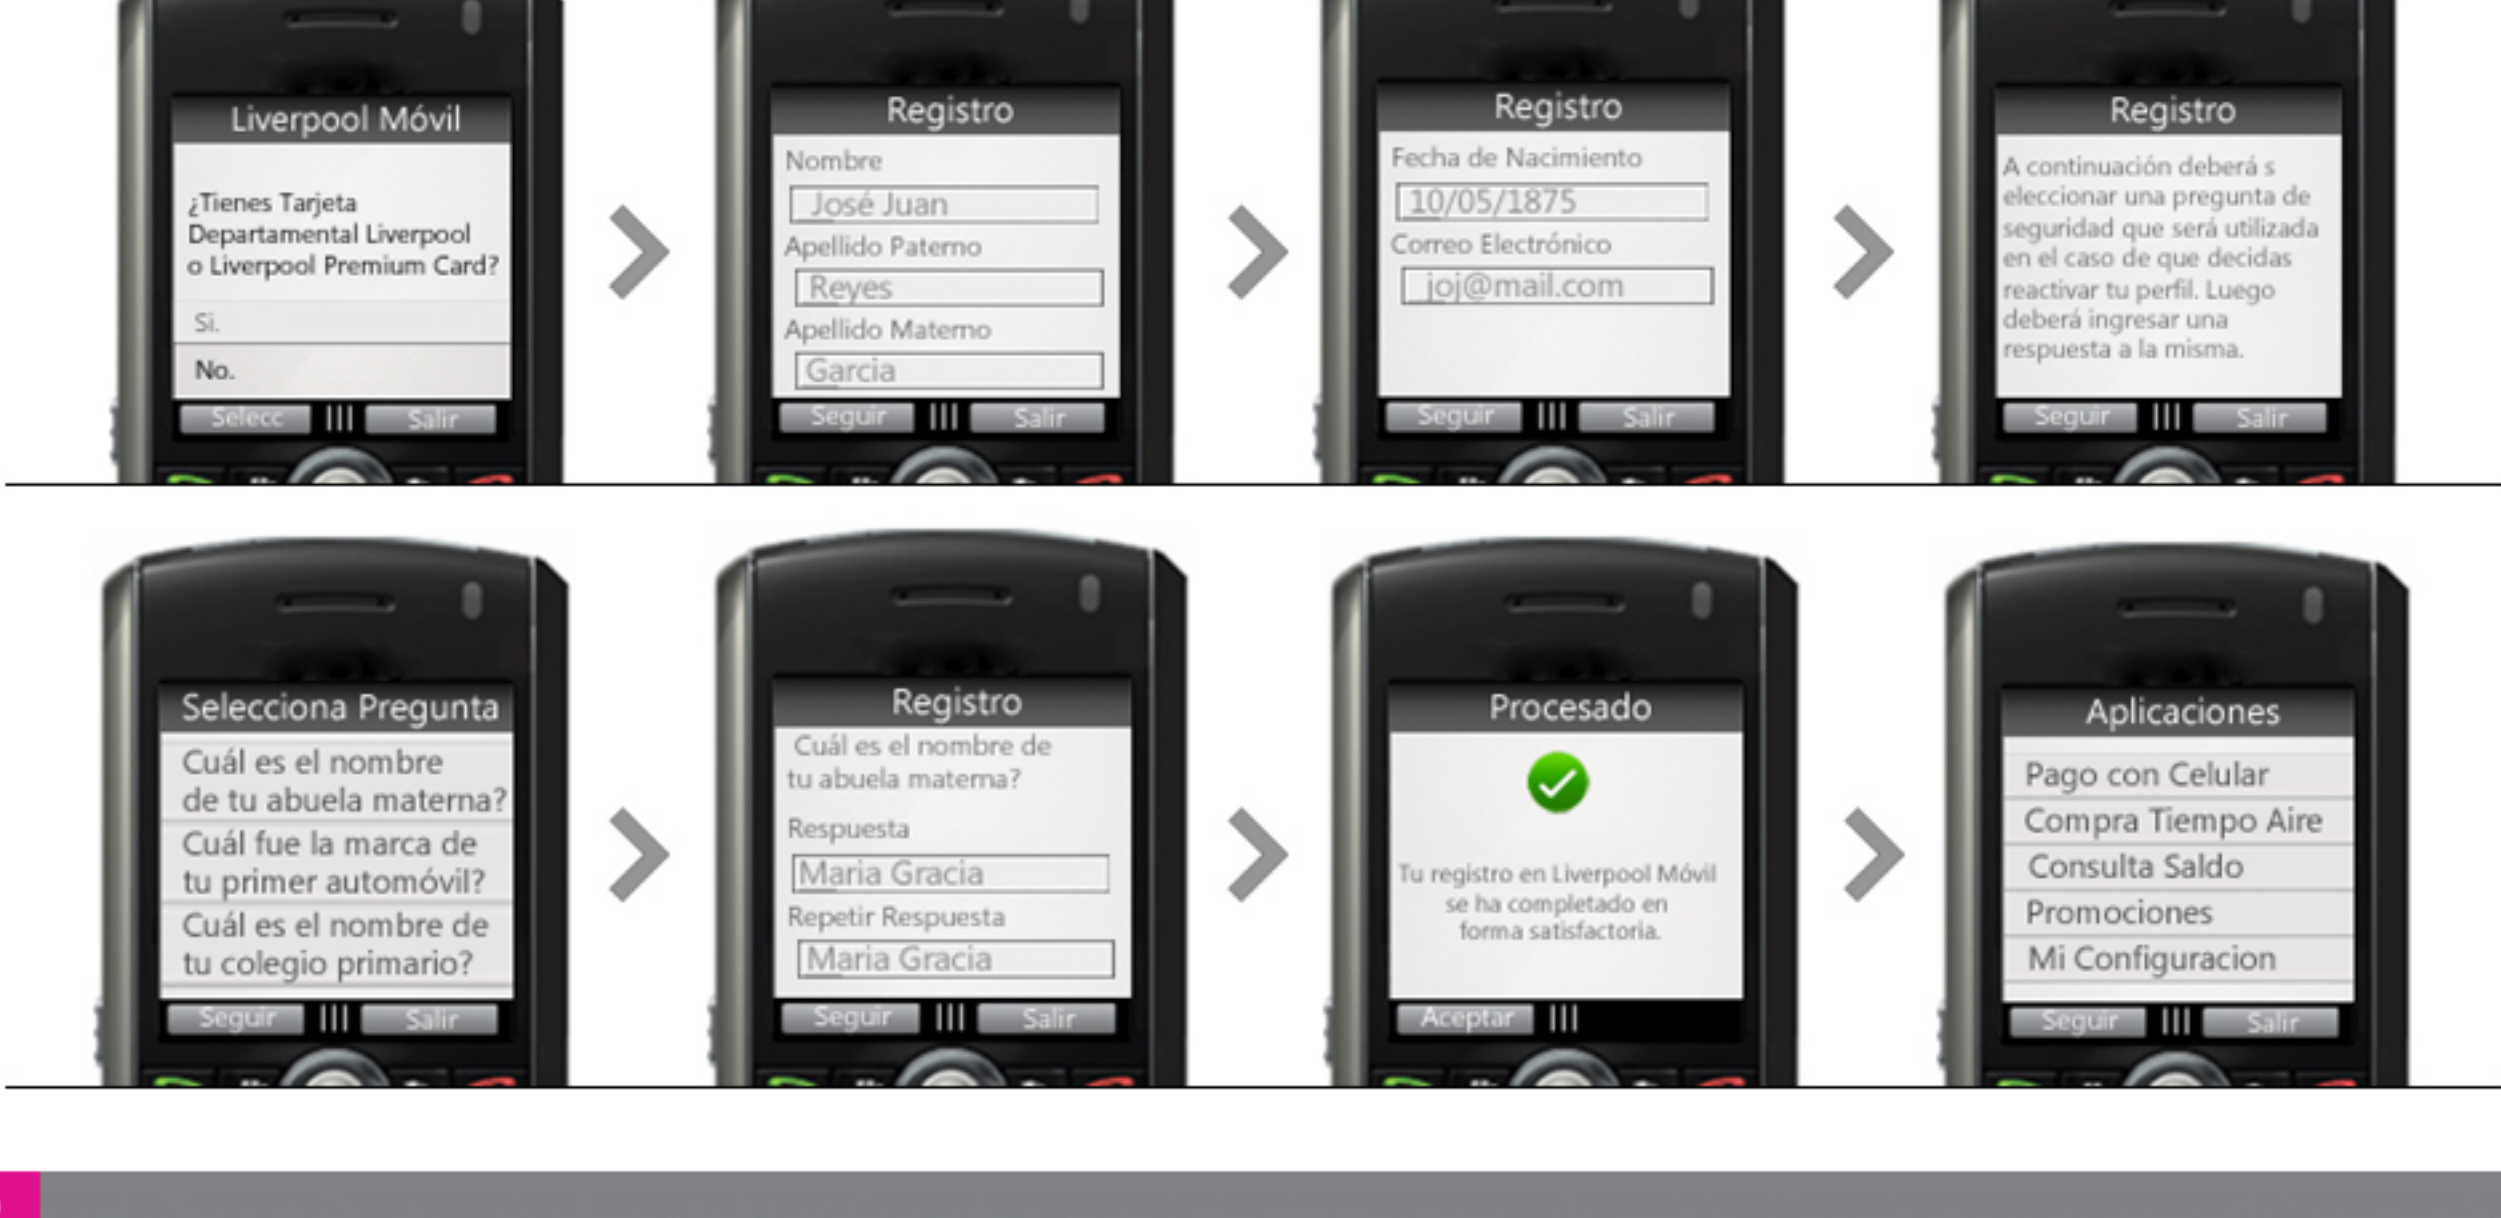 Liverpool Móvil
¿Tienes Tarjeta
Departamental Liverpool
o Liverpool Premium Card?
Si.
No.
Selecc
Salir
Registro
Nombre
José Juan
Apellido Paterno
Reyes
Apellido Materno
Garcia
Seguir
Salir
Registro
Fecha de Nacimiento
10/05/1875
Correo Electrónico
joj@mail.com
Seguir
Salir
Registro
A continuación deberá s
eleccionar una pregunta de
seguridad que será utilizada
en el caso de que decidas
reactivar tu perfil. Luego
deberá ingresar una
respuesta a la misma.
Seguir
Salir
Selecciona Pregunta
Cuál es el nombre
de tu abuela materna?
Cuál fue la marca de
tu primer automóvil?
Cuál es el nombre de
tu colegio primario?
Seguir
Salir
Registro
Cuál es el nombre de
tu abuela materna?
Respuesta
Maria Gracia
Repetir Respuesta
Maria Gracia
Seguir
Salir
Procesado
Tu registro en Liverpool Móvil
se ha completado en
forma satisfactoria.
Aceptar
Aplicaciones
Pago con Celular
Compra Tiempo Aire
Consulta Saldo
Promociones
Mi Configuracion
Seguir
Salir